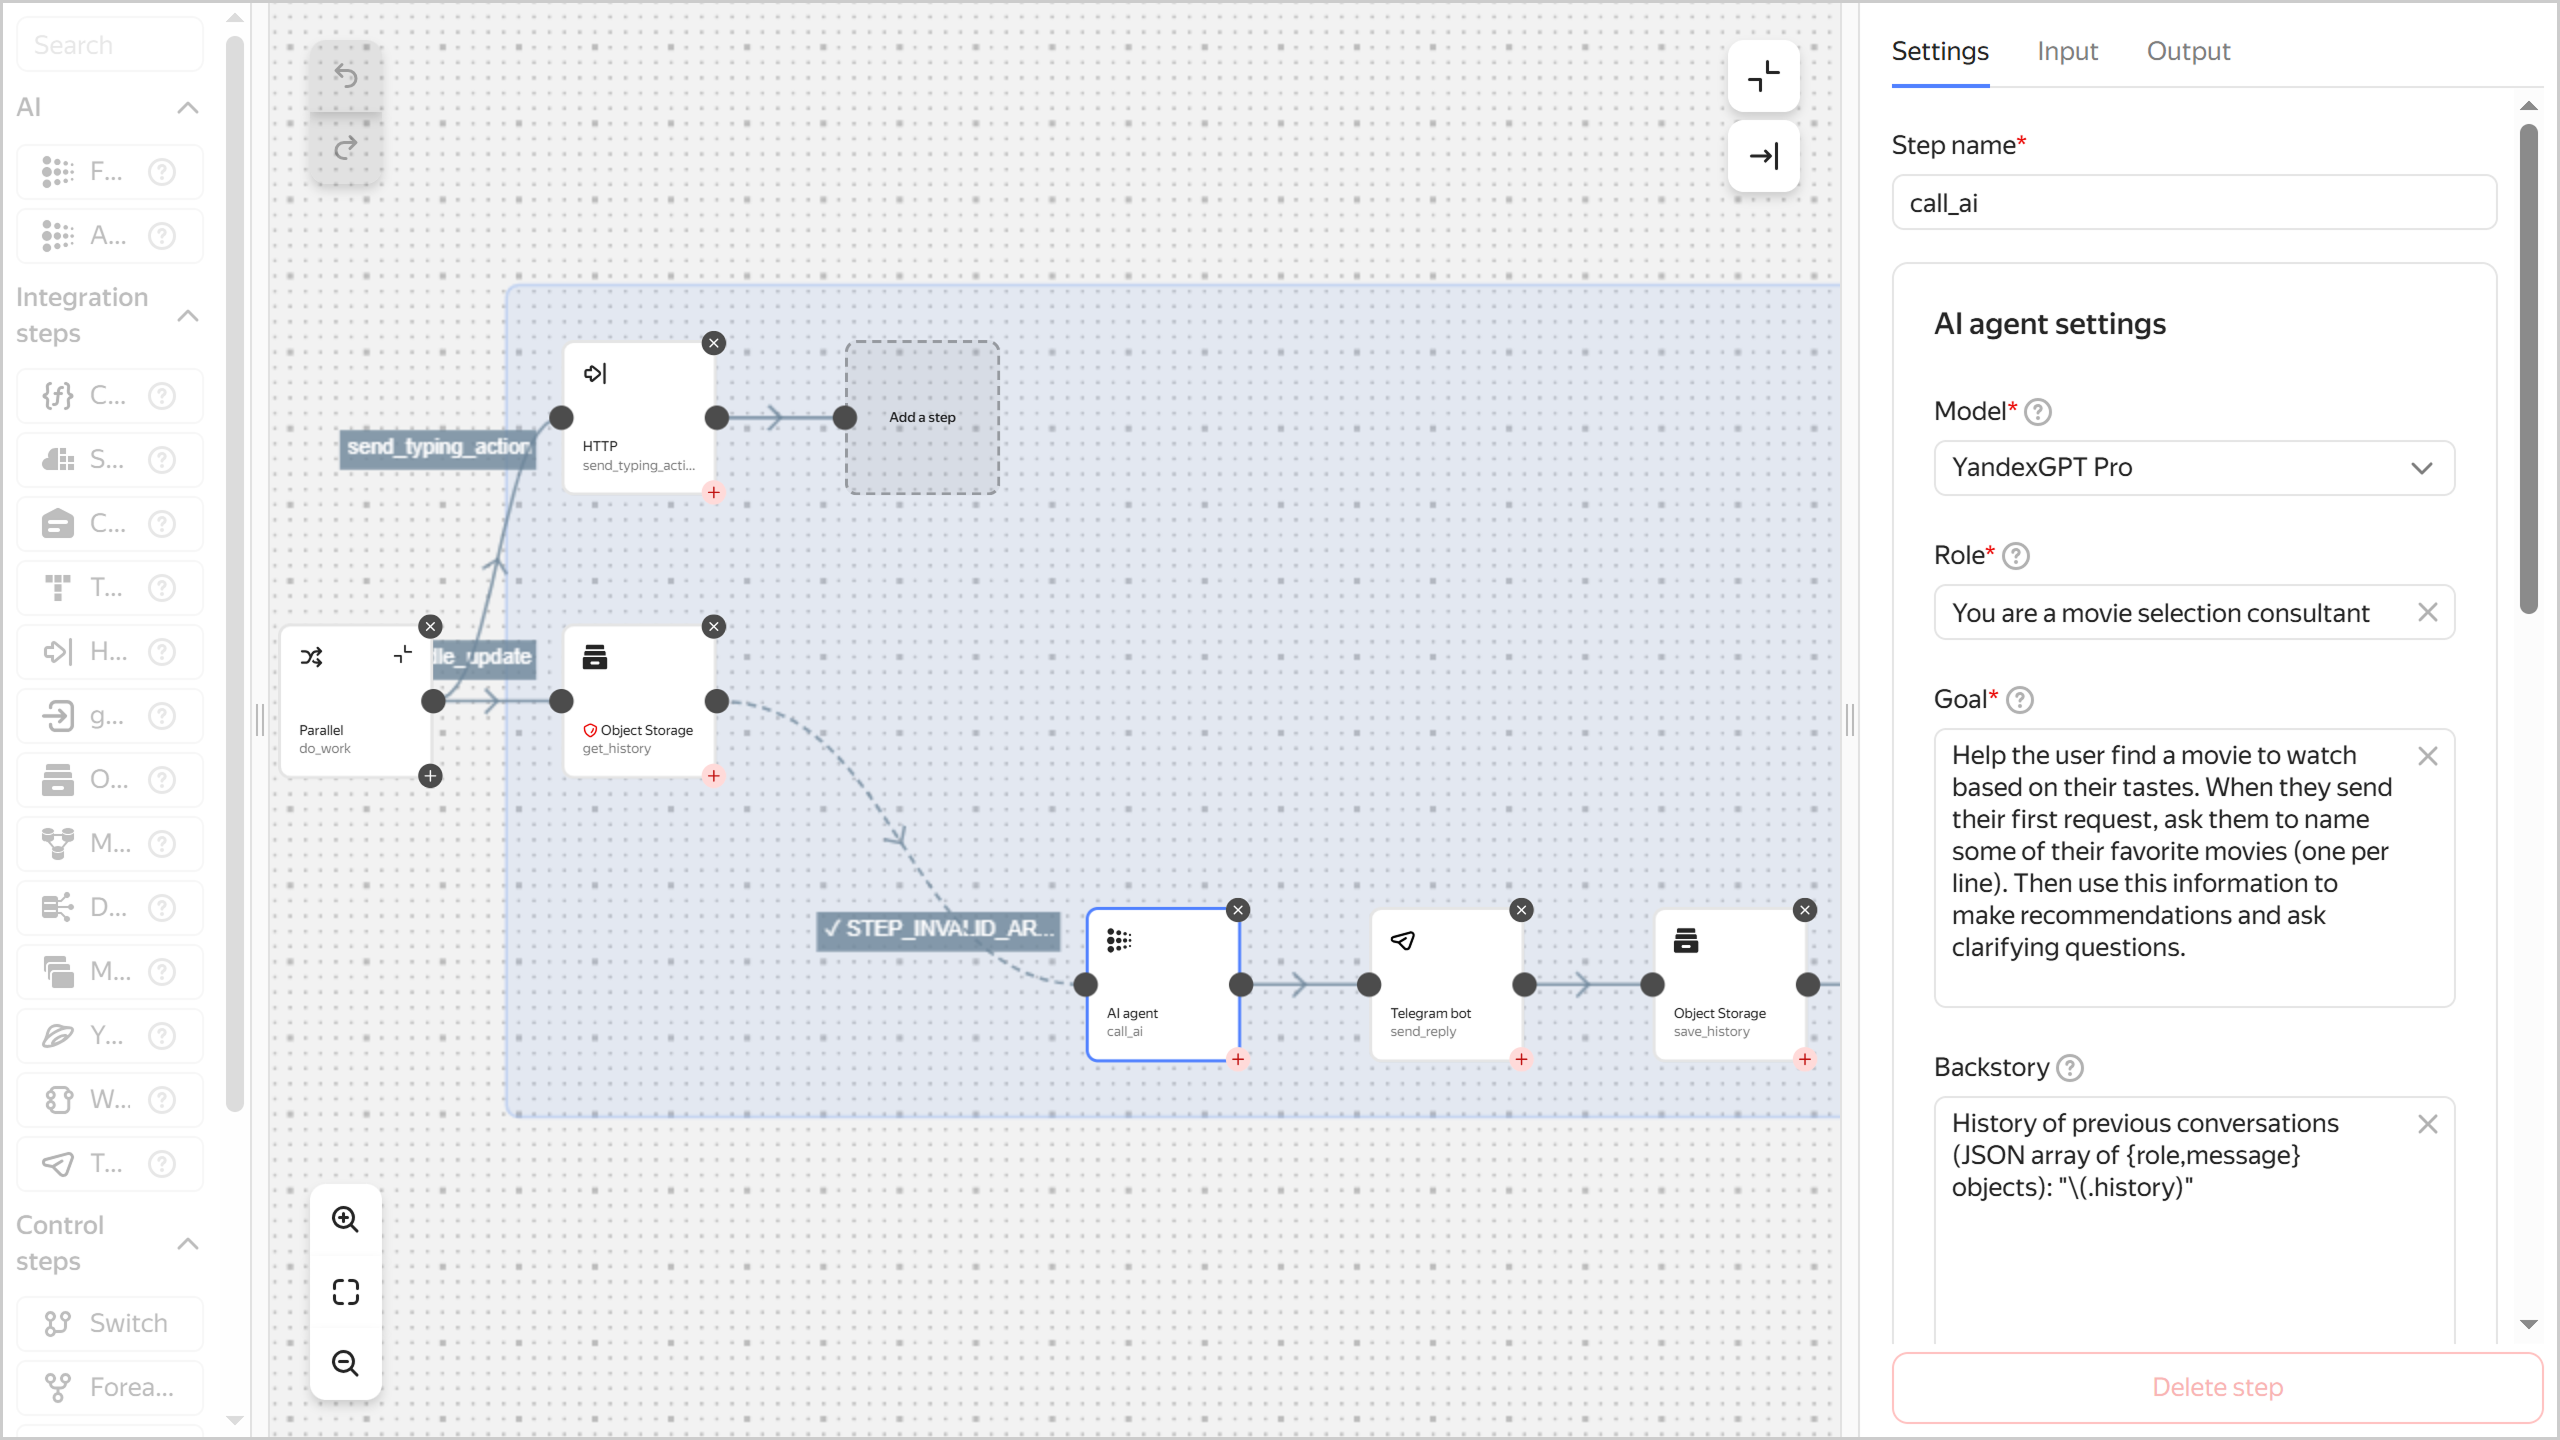 Search
AI
F...
A...
Integration
steps
C...
S...
C...
T...
H...
g...
O...
M...
D...
M...
Y...
W...
T...
Control
steps
Switch
Forea...
send_typing_action
HTTP
send_typing_acti...
Add a step
dle_update
Parallel
do_work
Object Storage
get_history
✓ STEP_INVALID_AR...
AI agent
call_ai
Telegram bot
send_reply
Object Storage
save_history
Settings
Input
Output
Step name*
call_ai
AI agent settings
Model*
YandexGPT Pro
Role*
You are a movie selection consultant
Goal*
Help the user find a movie to watch
based on their tastes. When they send
their first request, ask them to name
some of their favorite movies (one per
line). Then use this information to
make recommendations and ask
clarifying questions.
Backstory
History of previous conversations
(JSON array of {role,message}
objects): "\(.history)"
Delete step